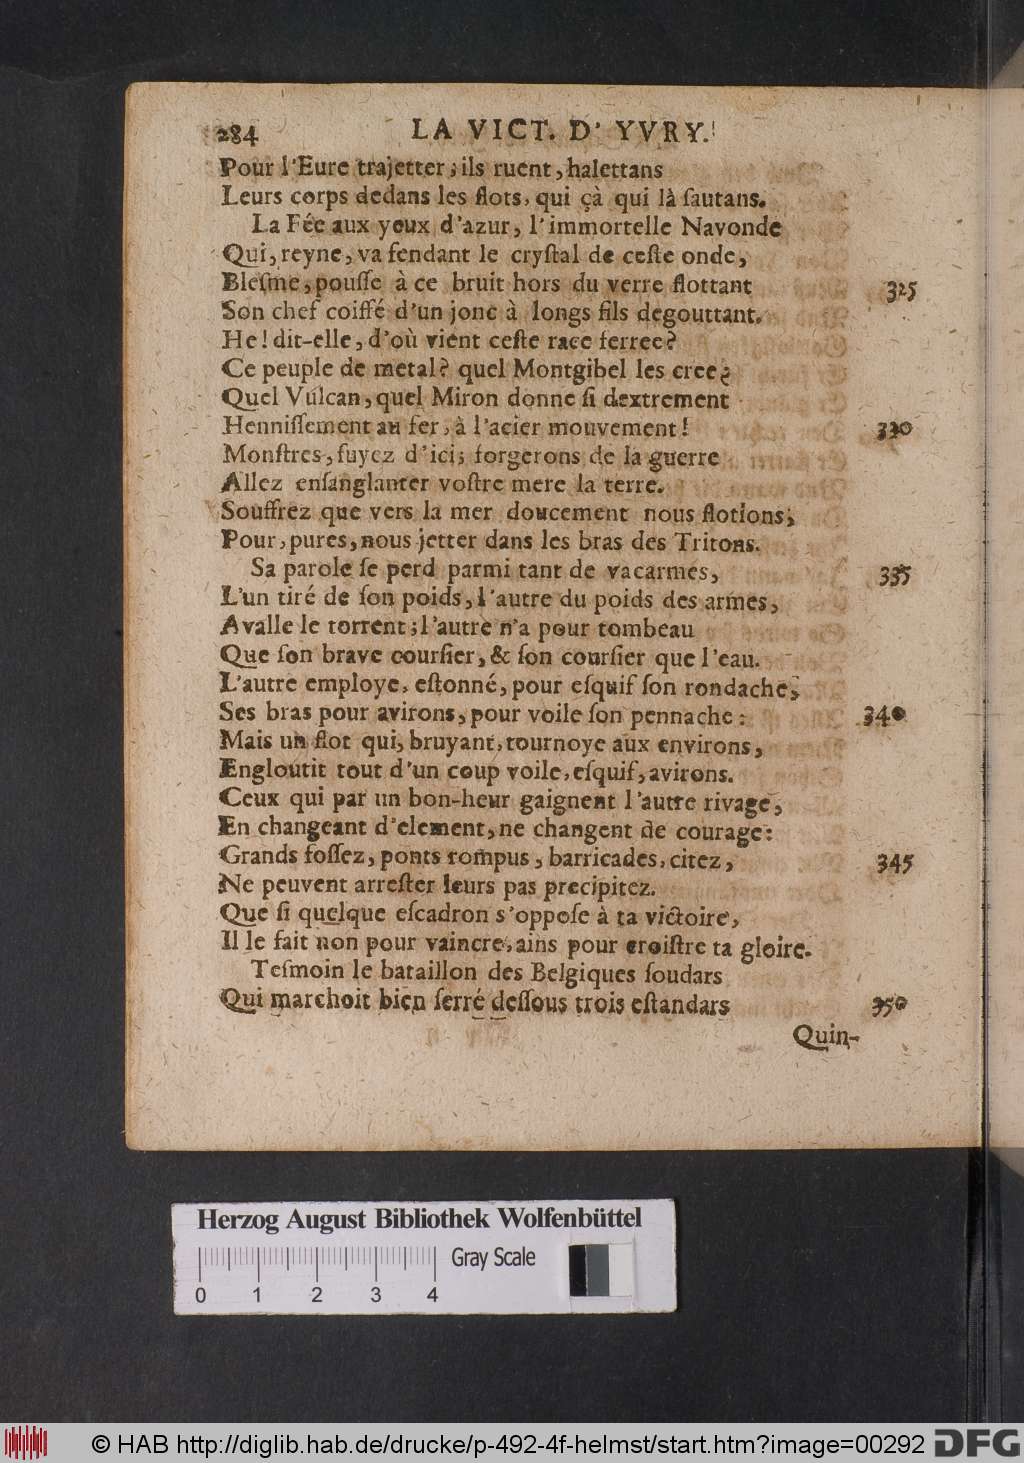 284 LA VICT. D' YVRY.
Pour l'Eure trajetter; ils ruent, halettans
Leurs corps dedans les flots, qui çà qui là ſautans.
La Fée aux yeux d'azur, l'immortelle Navonde
Qui, reyne, va fendant le cryſtal de ceſte onde,
Bleſme, pouſſe à ce bruit hors du verre flottant 325
Son chef coiffé d'un jonc à longs fils degouttant.
He! dit-elle, d'où vient ceſte race ferree?
Ce peuple de metal? quel Montgibel les cree?
Quel Vulcan, quel Miron donne ſi dextrement
Henniſſement au fer, à l'acier mouvement! 330
Monſtres, fuyez d'ici; forgerons de la guerre
Allez enſanglanter voſtre mere la terre.
Souffrez que vers la mer doucement nous flotions,
Pour, pures, nous jetter dans les bras des Tritons.
Sa parole ſe perd parmi tant de vacarmes, 335
L'un tiré de ſon poids, l'autre du poids des armes,
Avalle le torrent; l'autre n'a pour tombeau
Que ſon brave courſier, & ſon courſier que l'eau.
L'autre employe, eſtonné, pour eſquif ſon rondache,
Ses bras pour avirons, pour voile ſon pennache: 340
Mais un flot qui, bruyant, tournoye aux environs,
Engloutit tout d'un coup voile, eſquif, avirons.
Ceux qui par un bon-heur gaignent l'autre rivage,
En changeant d'element, ne changent de courage:
Grands foſſez, ponts rompus, barricades, citez, 345
Ne peuvent arreſter leurs pas precipitez.
Que ſi quelque eſcadron s'oppoſe à ta victoire,
Il le fait non pour vaincre, ains pour croiſtre ta gloire.
Teſmoin le bataillon des Belgiques ſoudars
Qui marchoit bien ſerré deſſous trois eſtandars 350
Quin-
Herzog August Bibliothek Wolfenbüttel
Gray Scale
0 1 2 3 4
© HAB http://diglib.hab.de/drucke/p-492-4f-helmst/start.htm?image=00292 DFG